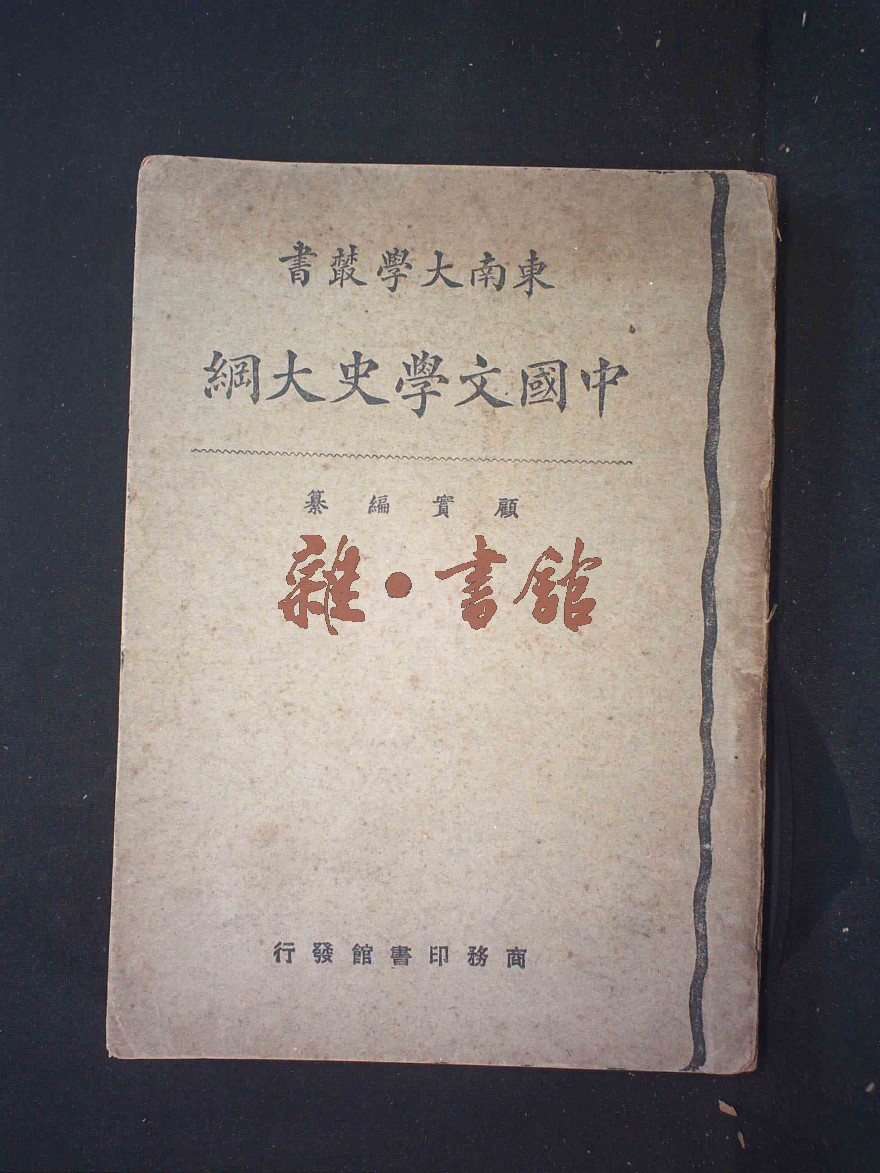 東南大學叢書
中國文學史大綱
顧實編纂
雜·書館
商務印書館發行